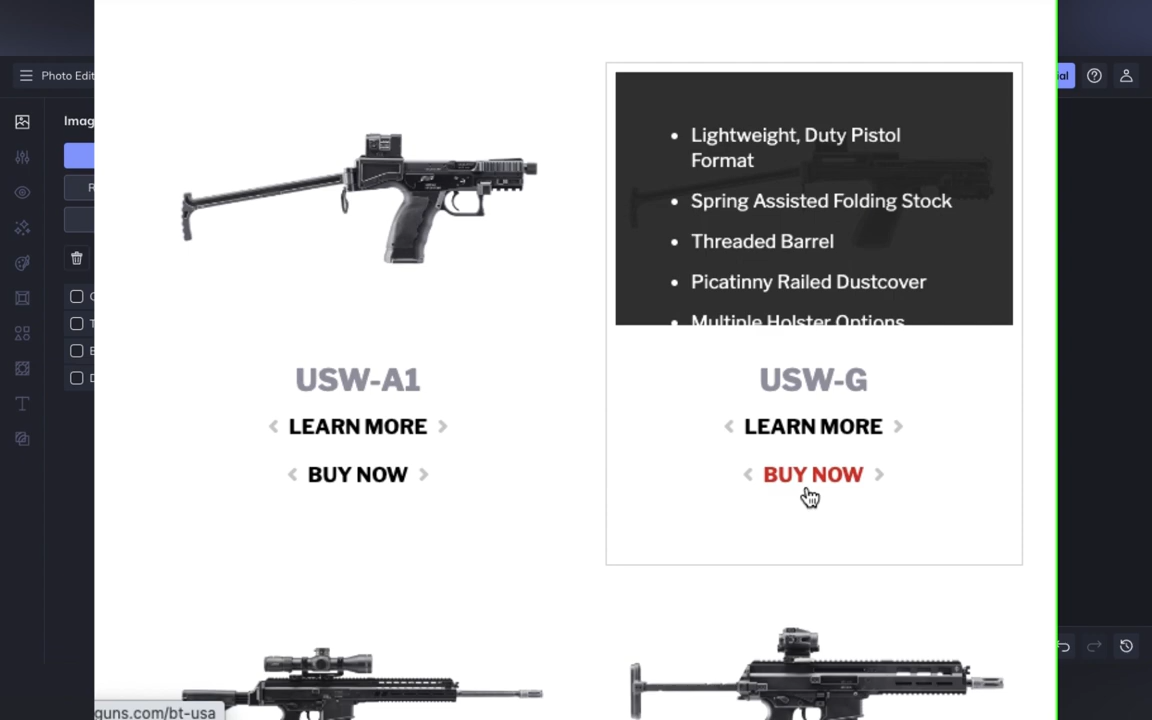 Photo Edit
Imag
R
C
T
E
D
ial
Lightweight, Duty Pistol
Format
Spring Assisted Folding Stock
Threaded Barrel
Picatinny Railed Dustcover
Multiple Holster Options
USW-A1
LEARN MORE
BUY NOW
USW-G
LEARN MORE
BUY NOW
guns.com/bt-usa